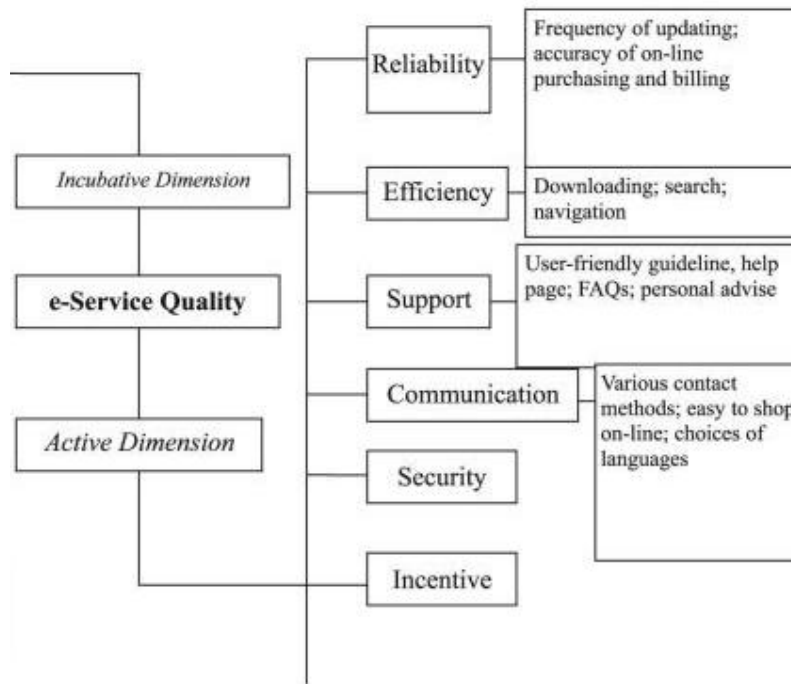 Reliability
Frequency of updating;
accuracy of on-line
purchasing and billing
Incubative Dimension
Efficiency
Downloading; search;
navigation
e-Service Quality
Support
User-friendly guideline, help
page; FAQs; personal advise
Communication
Various contact
methods; easy to shop
on-line; choices of
languages
Active Dimension
Security
Incentive